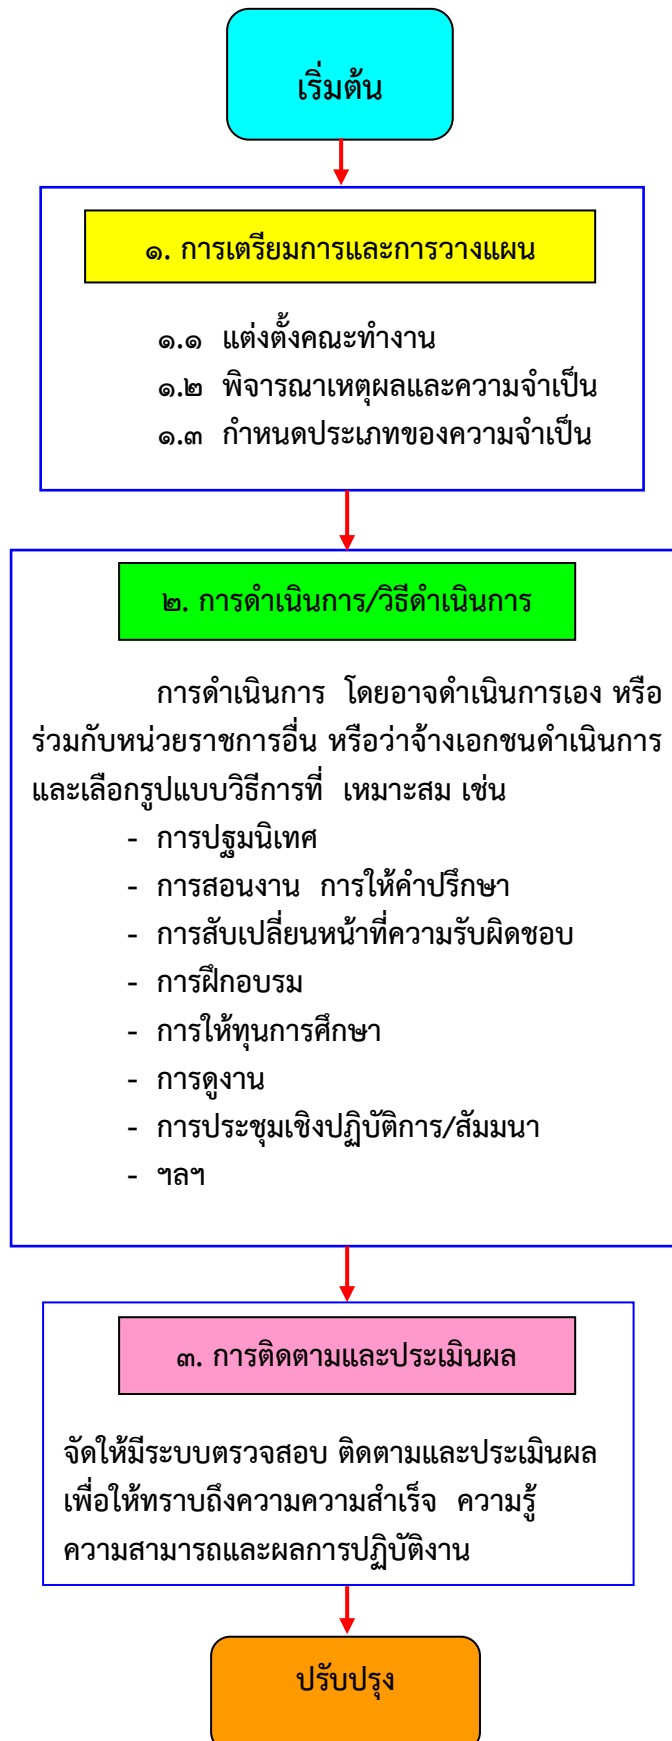 เริ่มต้น
๑. การเตรียมการและการวางแผน
๑.๑ แต่งตั้งคณะทำงาน
๑.๒ พิจารณาเหตุผลและความจำเป็น
๑.๓ กำหนดประเภทของความจำเป็น
๒. การดำเนินการ/วิธีดำเนินการ
การดำเนินการ โดยอาจดำเนินการเอง หรือ
ร่วมกับหน่วยราชการอื่น หรือว่าจ้างเอกชนดำเนินการ
และเลือกรูปแบบวิธีการที่ เหมาะสม เช่น
- การปฐมนิเทศ
- การสอนงาน การให้คำปรึกษา
- การสับเปลี่ยนหน้าที่ความรับผิดชอบ
- การฝึกอบรม
- การให้ทุนการศึกษา
- การดูงาน
- การประชุมเชิงปฏิบัติการ/สัมมนา
- ฯลฯ
๓. การติดตามและประเมินผล
จัดให้มีระบบตรวจสอบ ติดตามและประเมินผล
เพื่อให้ทราบถึงความความสำเร็จ ความรู้
ความสามารถและผลการปฏิบัติงาน
ปรับปรุง